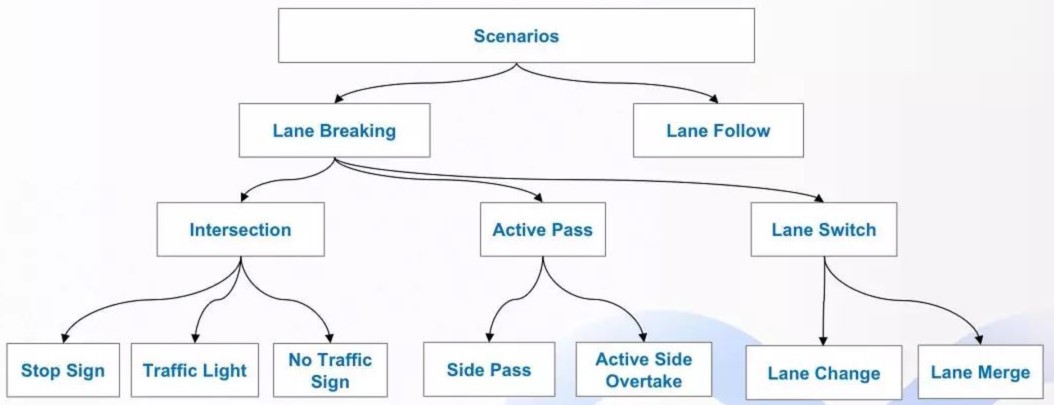 Scenarios
Lane Breaking
Lane Follow
Intersection
Active Pass
Lane Switch
Stop Sign
Traffic Light
No Traffic
Sign
Side Pass
Active Side
Overtake
Lane Change
Lane Merge